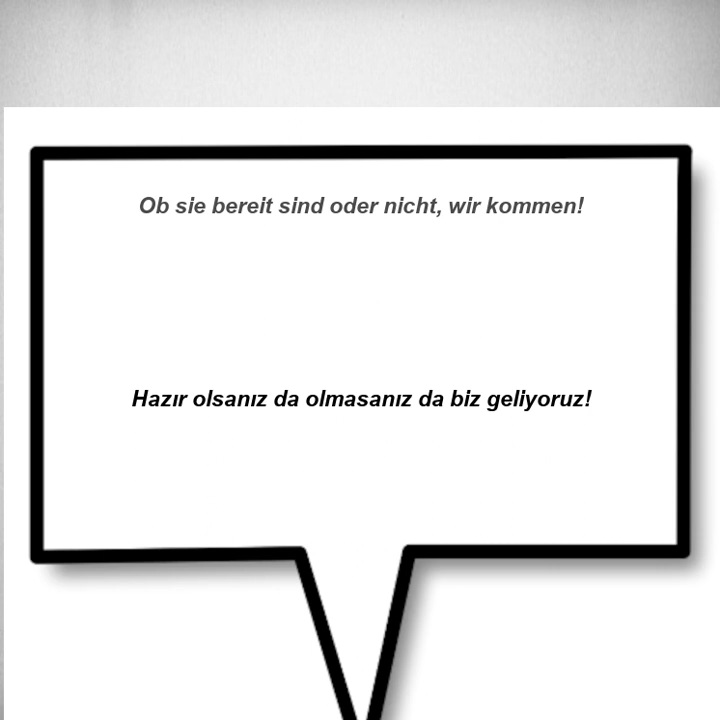 Ob sie bereit sind oder nicht, wir kommen!
Hazır olsanız da olmasanız da biz geliyoruz!